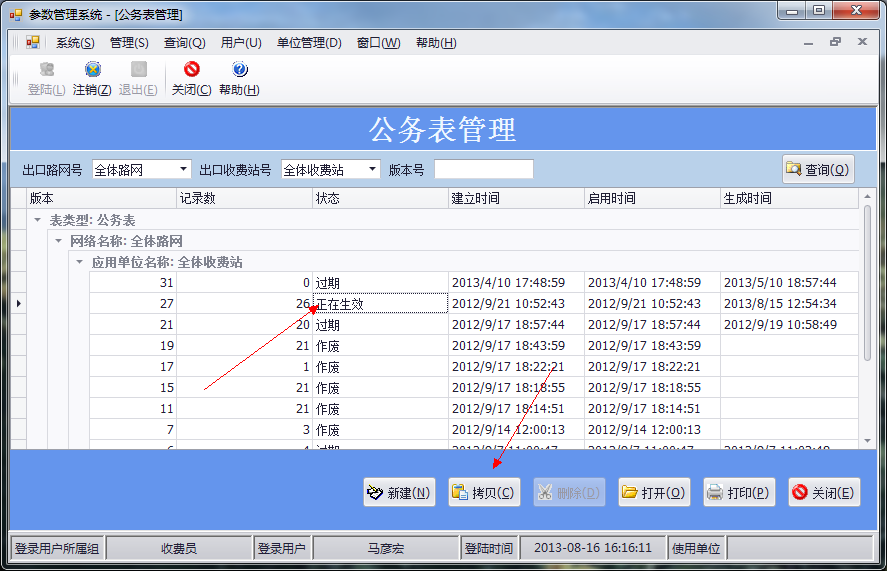 参数管理系统 - [公务表管理]
系统(S) 管理(S) 查询(Q) 用户(U) 单位管理(D) 窗口(W) 帮助(H)
登陆(L) 注销(Z) 退出(E) 关闭(C) 帮助(H)
公务表管理
出口路网号 全体路网 出口收费站号 全体收费站 版本号 查询(Q)
版本 记录数 状态 建立时间 启用时间 生成时间
表类型: 公务表
网络名称: 全体路网
应用单位名称: 全体收费站
31 0 过期 2013/4/10 17:48:59 2013/4/10 17:48:59 2013/5/10 18:57:44
27 26 正在生效 2012/9/21 10:52:43 2012/9/21 10:52:43 2013/8/15 12:54:34
21 20 过期 2012/9/17 18:57:44 2012/9/17 18:57:44 2012/9/19 10:58:49
19 21 作废 2012/9/17 18:43:59 2012/9/17 18:43:59
17 1 作废 2012/9/17 18:22:21 2012/9/17 18:22:21
15 21 作废 2012/9/17 18:18:55 2012/9/17 18:18:55
11 21 作废 2012/9/17 18:14:51 2012/9/17 18:14:51
7 3 作废 2012/9/14 12:00:13 2012/9/14 12:00:13
新建(N) 拷贝(C) 删除(D) 打开(O) 打印(P) 关闭(E)
登录用户所属组 收费员 登录用户 马彦宏 登陆时间 2013-08-16 16:16:11 使用单位